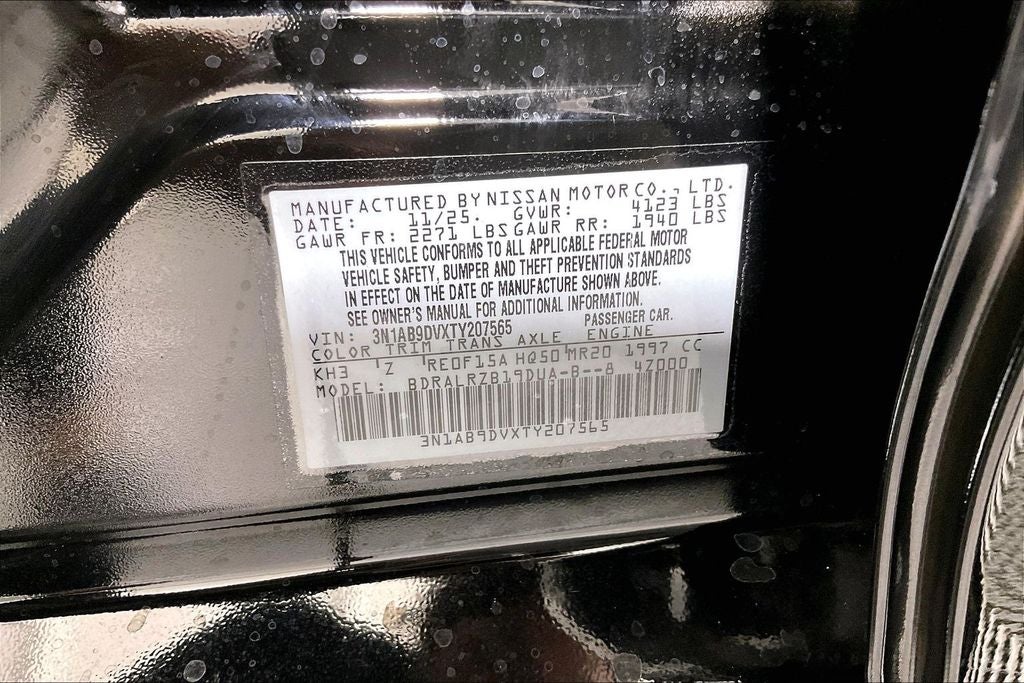 MANUFACTURED BY NISSAN MOTOR CO., LTD.
DATE: 11/25. GVWR: 4123 LBS
GAWR FR: 2271 LBS GAWR RR: 1940 LBS
THIS VEHICLE CONFORMS TO ALL APPLICABLE FEDERAL MOTOR
VEHICLE SAFETY, BUMPER AND THEFT PREVENTION STANDARDS
IN EFFECT ON THE DATE OF MANUFACTURE SHOWN ABOVE.
SEE OWNER'S MANUAL FOR ADDITIONAL INFORMATION.
VIN: 3N1AB9DVXTY207565 PASSENGER CAR.
COLOR TRIM TRANS AXLE ENGINE
KH3 Z RE0F15A HQ50 MR20 1997 CC
MODEL: BDRALRZB19DUA-B--8 4Z000
3N1AB9DVXTY207565